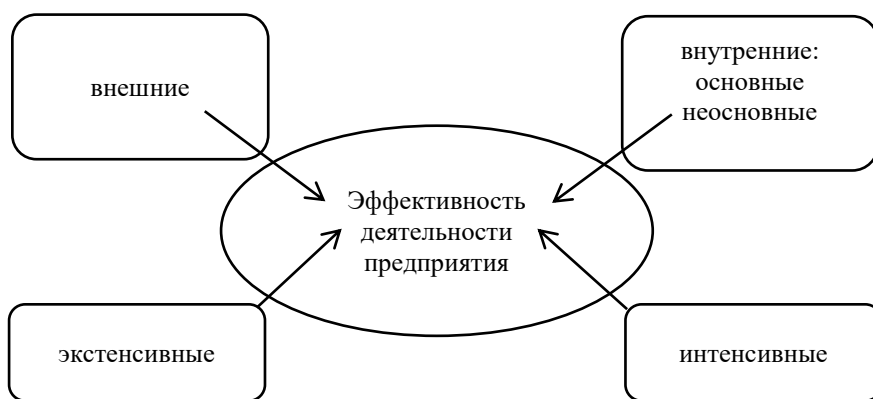 внешние
внутренние:
основные
неосновные
Эффективность
деятельности
предприятия
экстенсивные
интенсивные